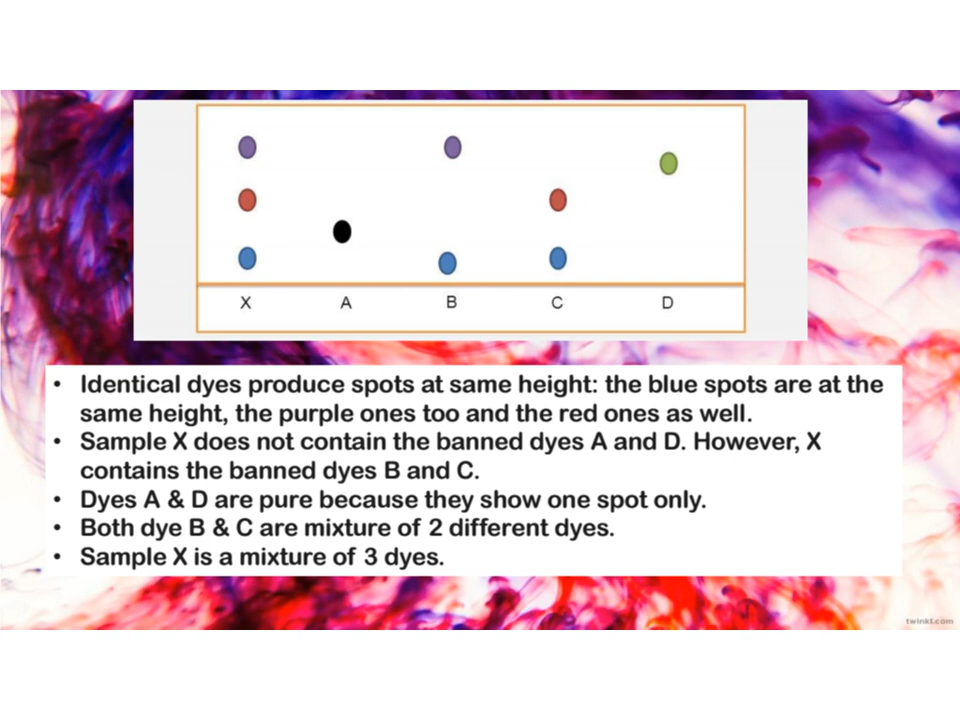 X A B C D
• Identical dyes produce spots at same height: the blue spots are at the
same height, the purple ones too and the red ones as well.
• Sample X does not contain the banned dyes A and D. However, X
contains the banned dyes B and C.
• Dyes A & D are pure because they show one spot only.
• Both dye B & C are mixture of 2 different dyes.
• Sample X is a mixture of 3 dyes.
twinkl.com